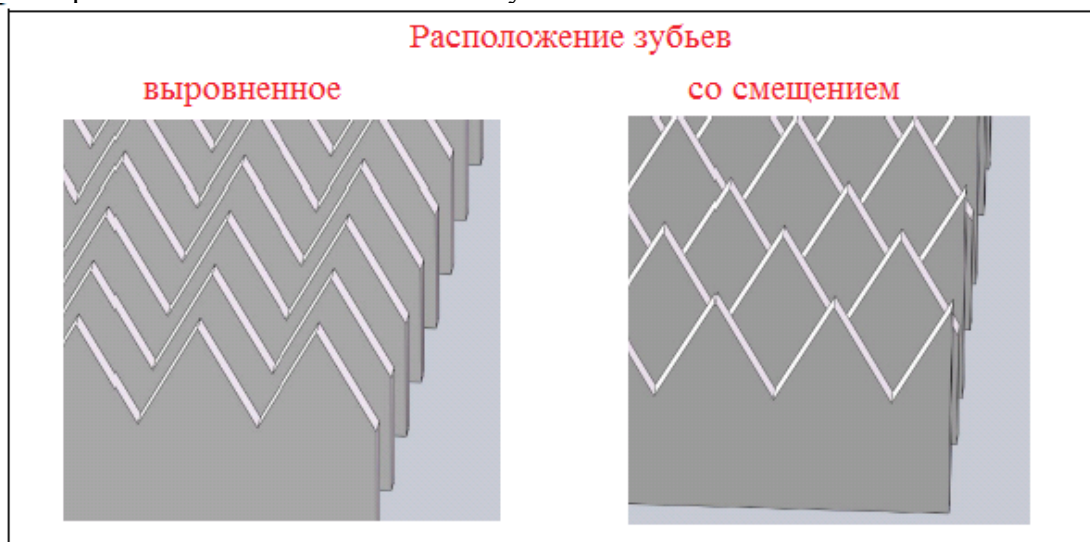 Расположение зубьев
выровненное
со смещением